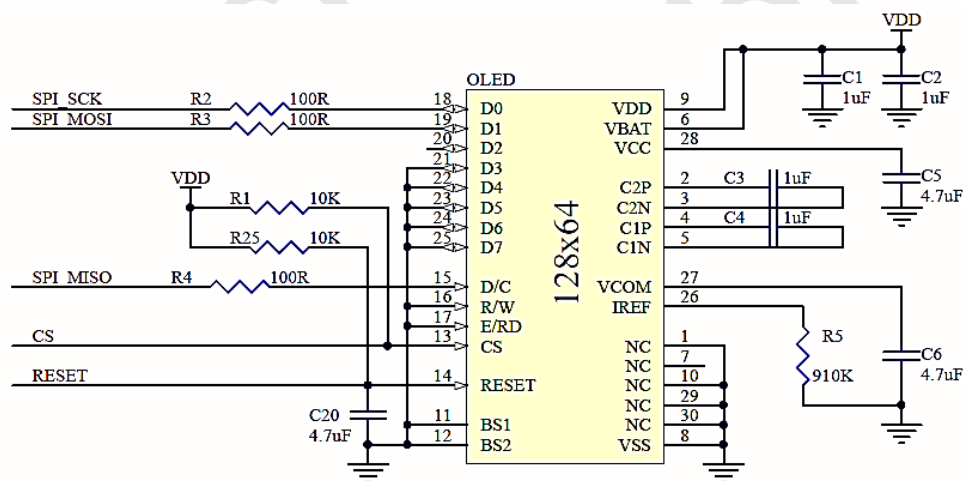 VDD
OLED
C1
1uF
C2
1uF
SPI_SCK R2 100R 18 D0 VDD 9
SPI_MOSI R3 100R 19 D1 VBAT 6
20 D2 VCC 28
21 D3
VDD 22 D4 C2P 2 C3 1uF C5
R1 10K 23 D5 C2N 3 4.7uF
24 D6 C1P 4 C4 1uF
R25 10K 25 D7 C1N 5
128x64
SPI_MISO R4 100R 15 D/C VCOM 27
16 R/W IREF 26
17 E/RD
CS 13 CS NC 1 R5
NC 7 910K C6
RESET 14 RESET NC 10 4.7uF
NC 29
C20 11 BS1 NC 30
4.7uF 12 BS2 VSS 8